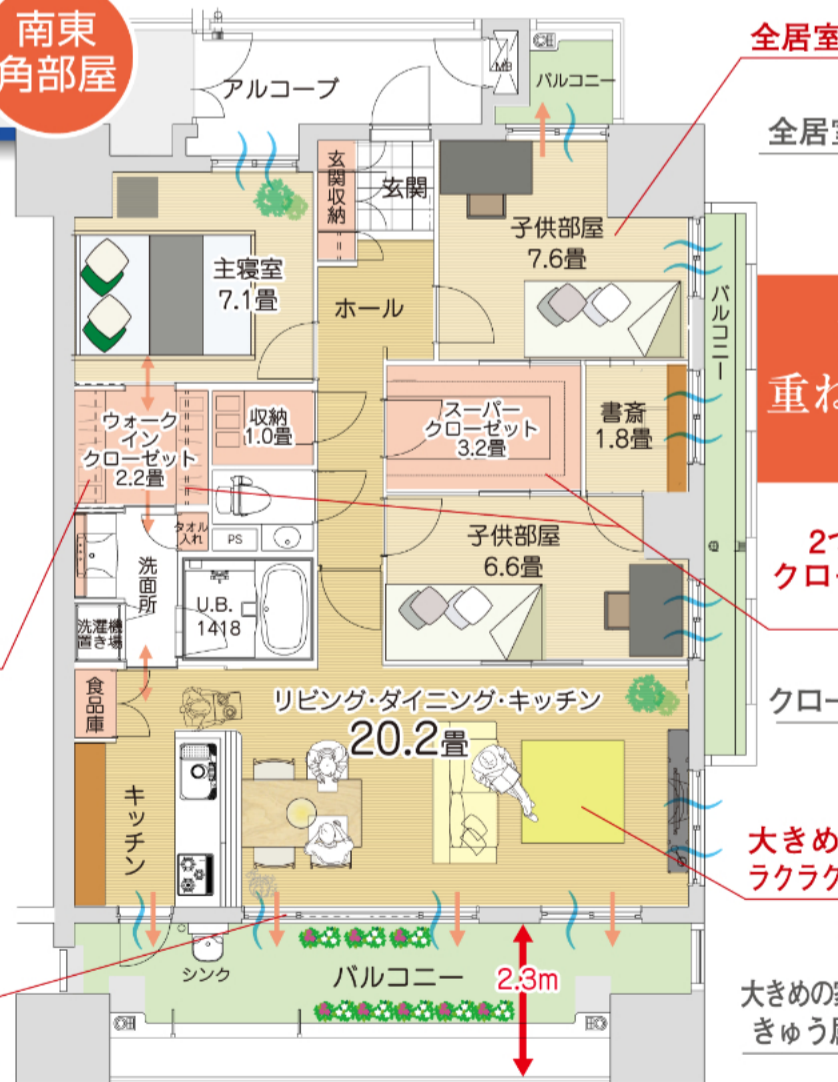 南東
角部屋
アルコーブ
MB
バルコニー
全居室
全居室
玄関収納
玄関
子供部屋
7.6畳
主寝室
7.1畳
ホール
バルコニー
重ね
ウォーク
イン
クローゼット
2.2畳
収納
1.0畳
スーパー
クローゼット
3.2畳
書斎
1.8畳
タオル
入れ
PS
子供部屋
6.6畳
2つ
クロー
洗面所
U.B.
1418
洗濯機
置き場
食品庫
リビング・ダイニング・キッチン
20.2畳
クロー
キッチン
大きめ
ラクラク
シンク
バルコニー
2.3m
大きめの家
きゅう屈